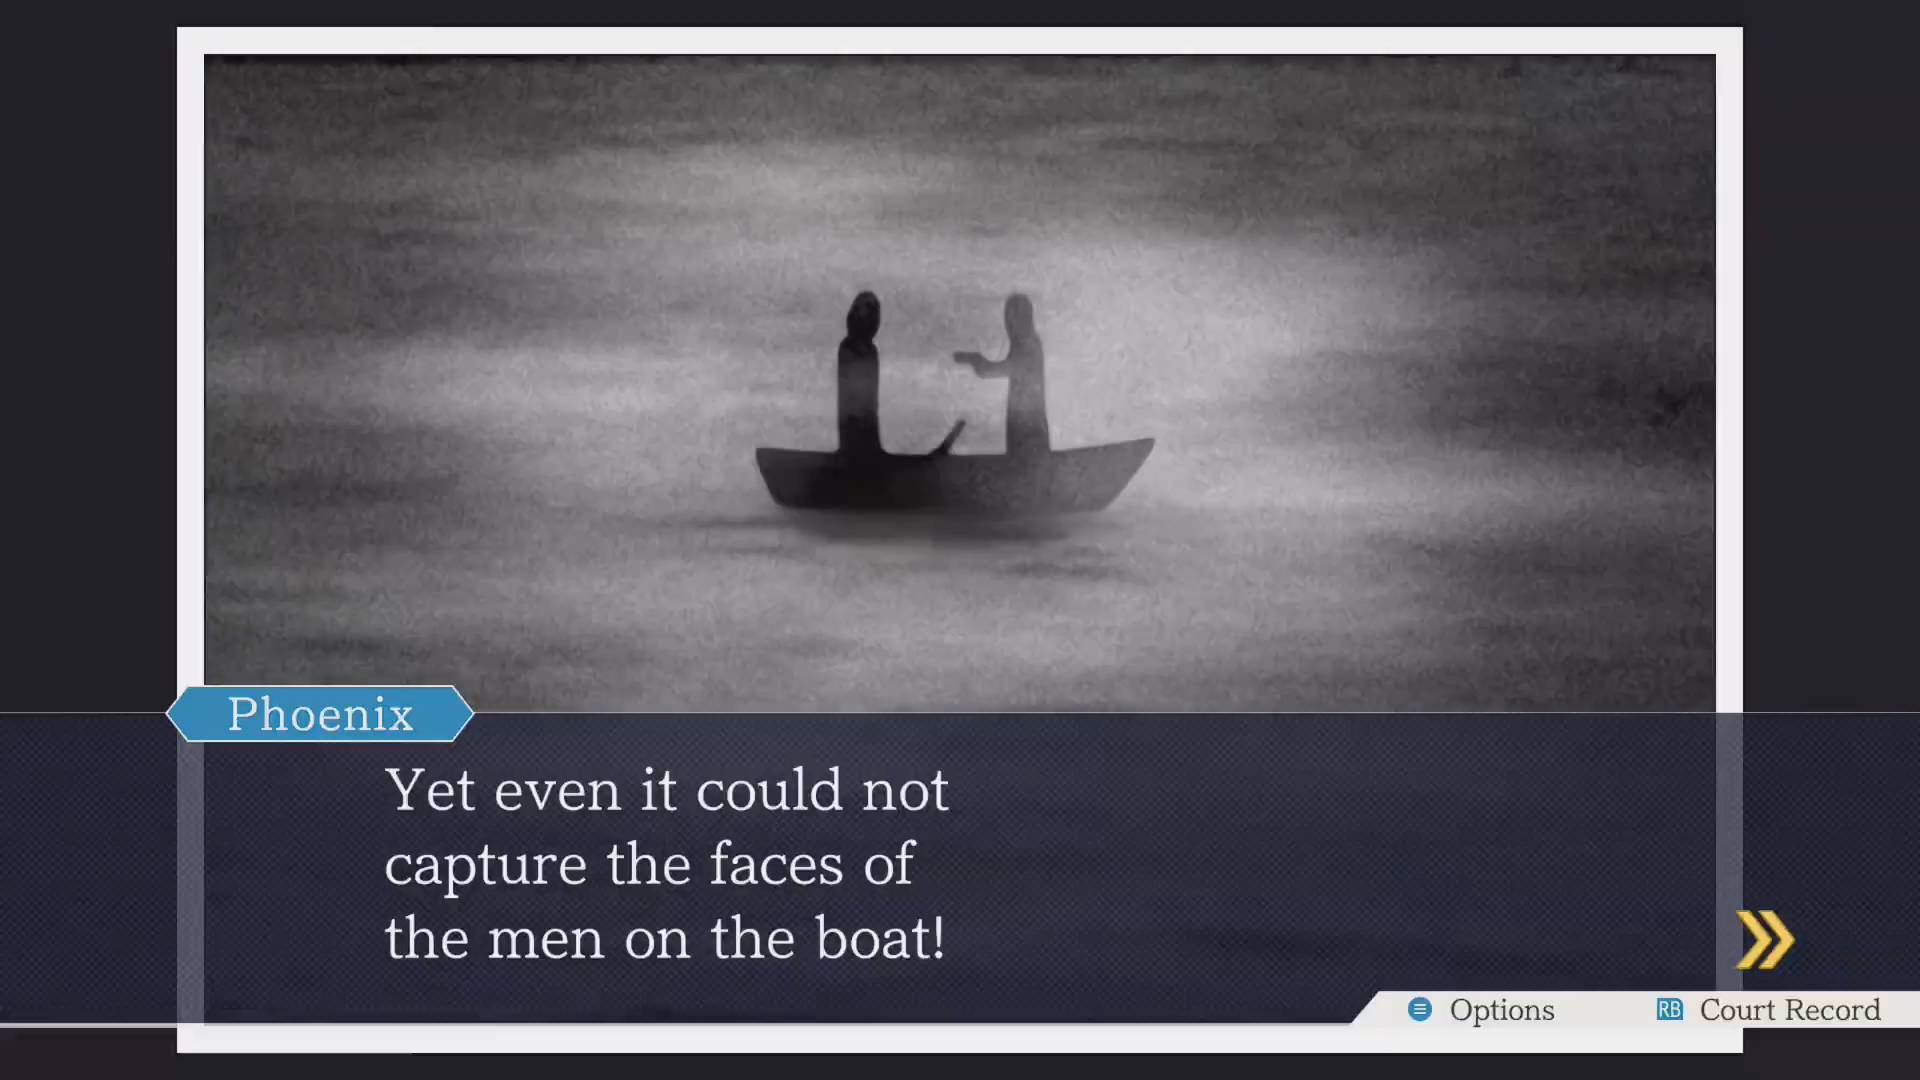 Phoenix
Yet even it could not
capture the faces of
the men on the boat!
Options
RB Court Record